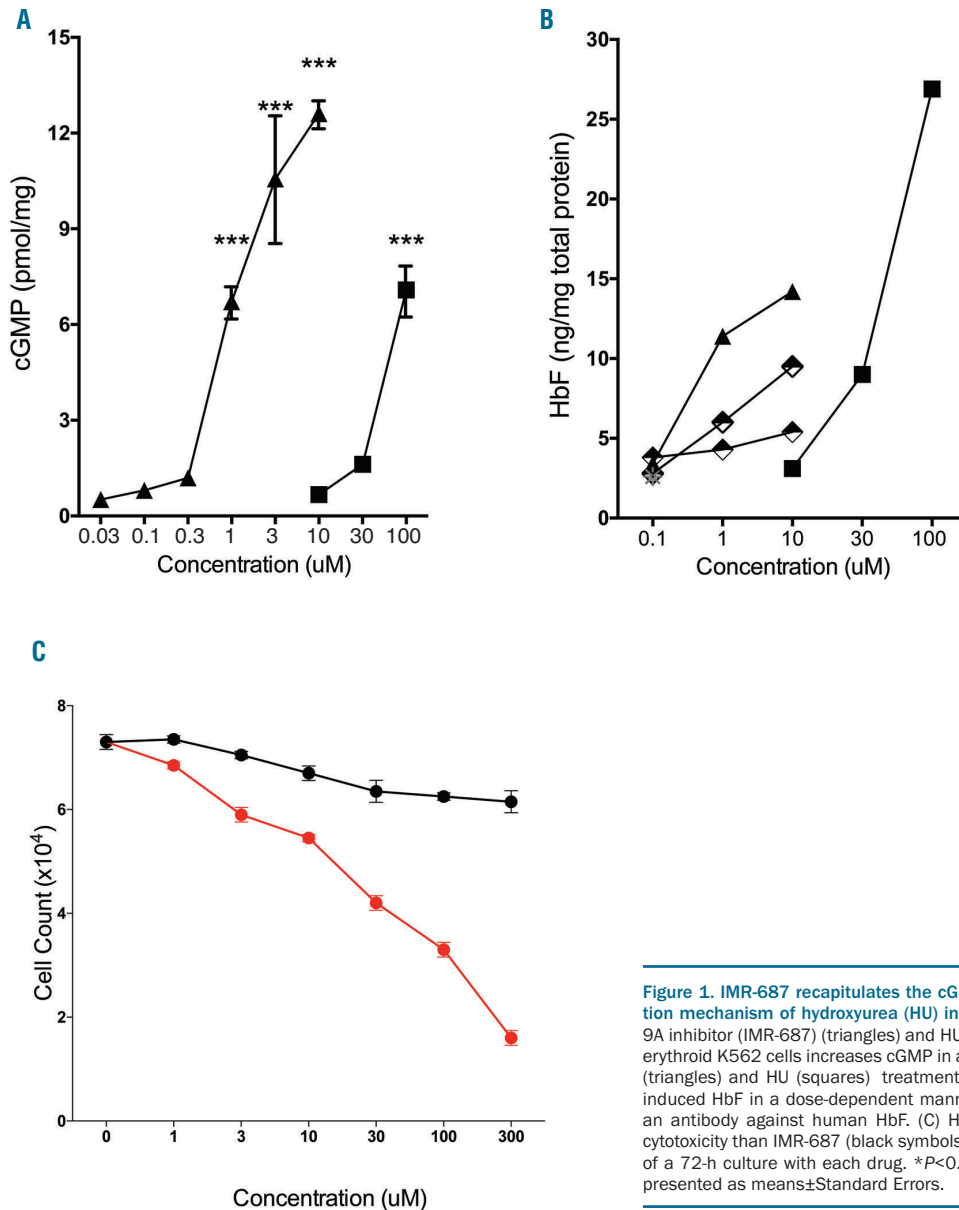 A
cGMP (pmol/mg)
15
12
9
6
3
0
***
***
***
***
0.03 0.1 0.3 1 3 10 30 100
Concentration (uM)
B
HbF (ng/mg total protein)
30
25
20
15
10
5
0
0.1 1 10 30 100
Concentration (uM)
C
Cell Count (x10⁴)
8
6
4
2
0
0 1 3 10 30 100 300
Concentration (uM)
Figure 1. IMR-687 recapitulates the cG
tion mechanism of hydroxyurea (HU) in
9A inhibitor (IMR-687) (triangles) and HU
erythroid K562 cells increases cGMP in a
(triangles) and HU (squares) treatment
induced HbF in a dose-dependent mann
an antibody against human HbF. (C) H
cytotoxicity than IMR-687 (black symbols
of a 72-h culture with each drug. *P<0.
presented as means±Standard Errors.